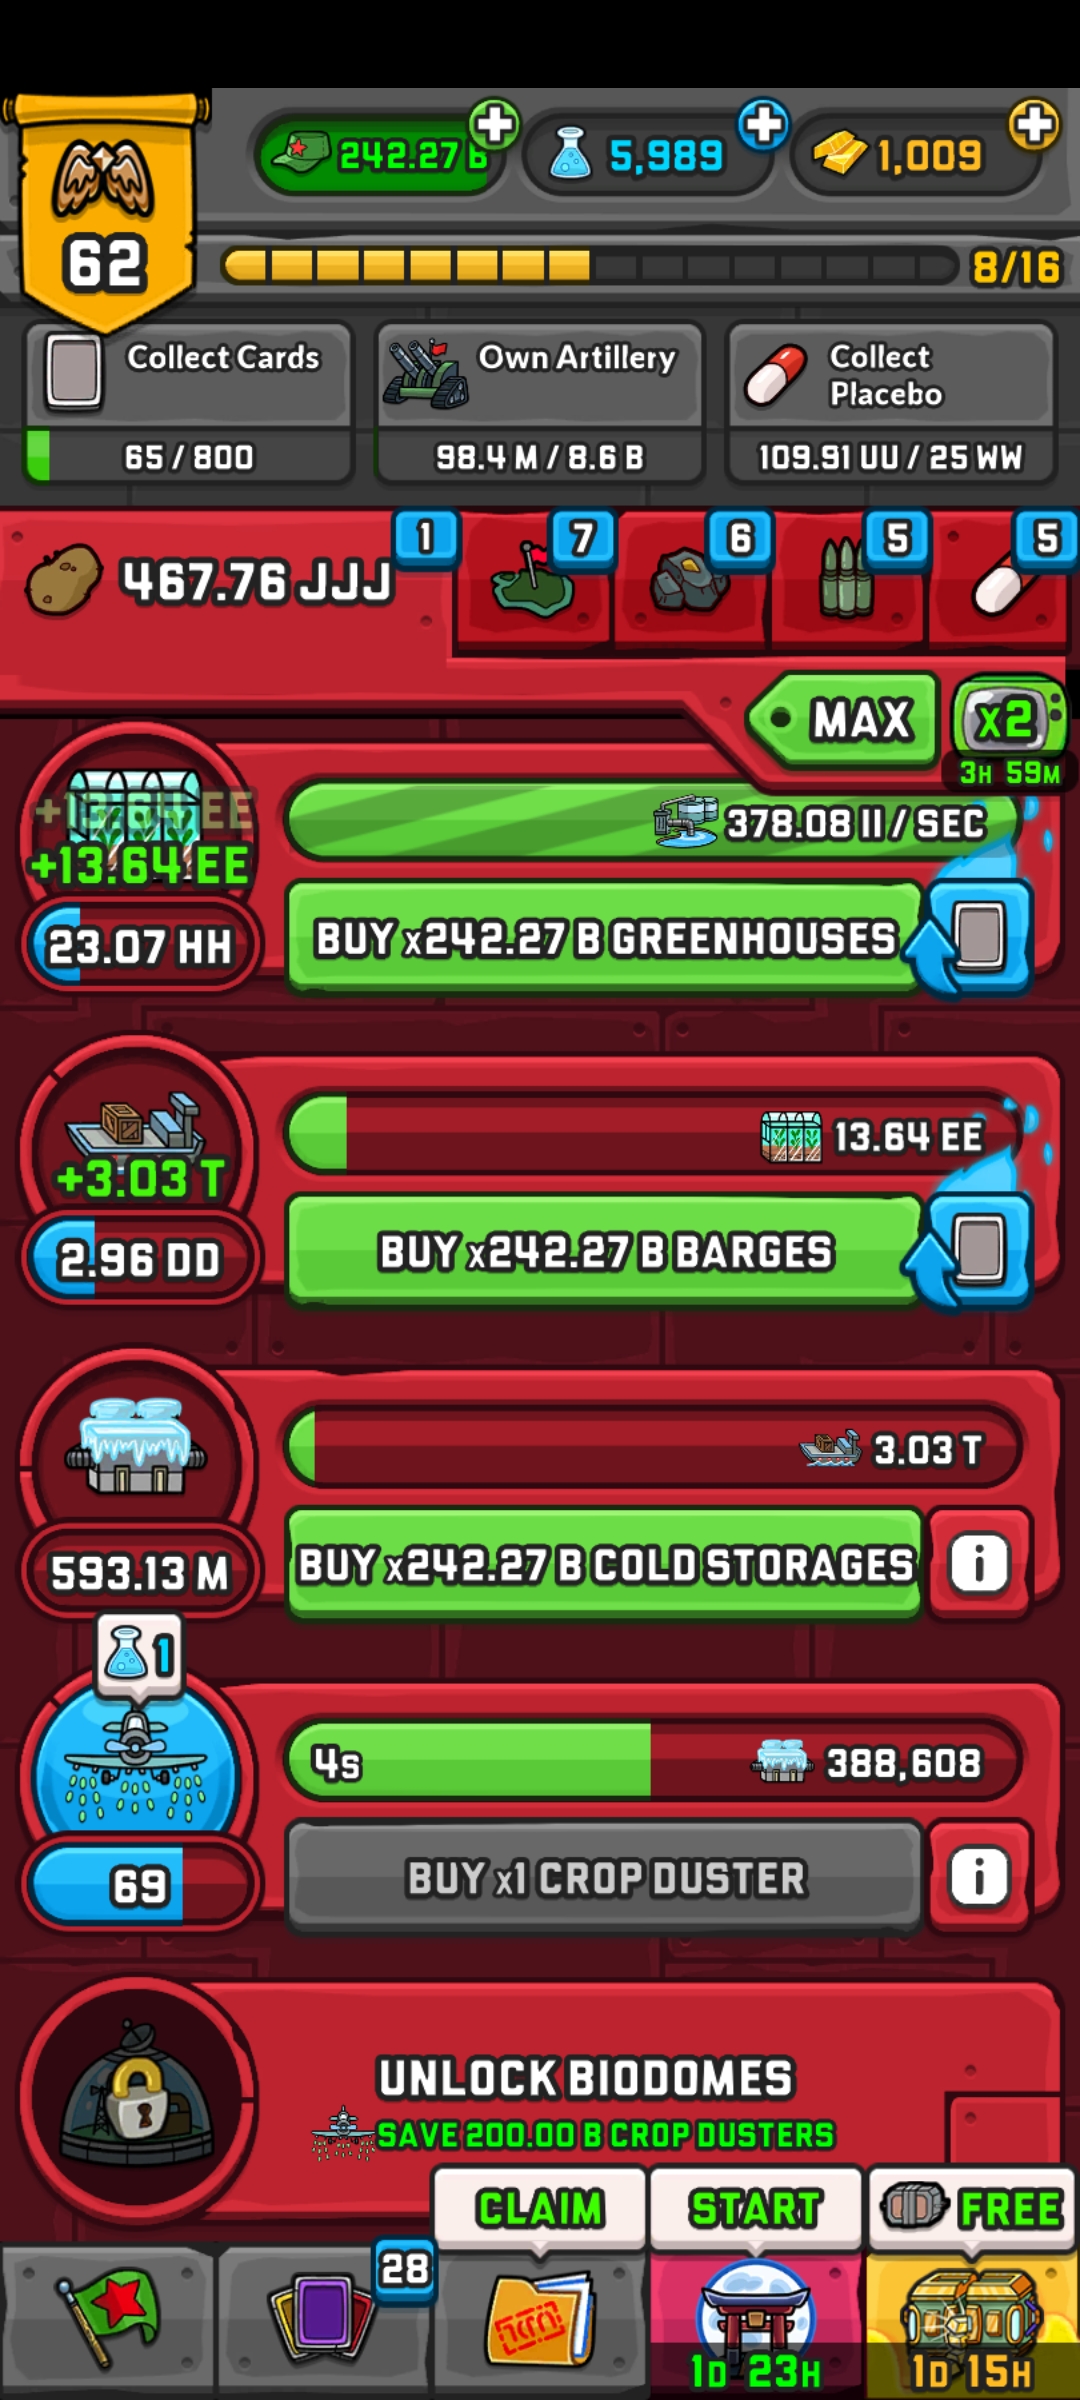 242.27 B
5,989
1,009
62
8/16
Collect Cards
65 / 800
Own Artillery
98.4 M / 8.6 B
Collect
Placebo
109.91 UU / 25 WW
467.76 JJJ
1
7
6
5
5
MAX
x2
3H 59M
+13.64 EE
+13.64 EE
23.07 HH
378.08 II / SEC
BUY x242.27 B GREENHOUSES
+3.03 T
2.96 DD
13.64 EE
BUY x242.27 B BARGES
593.13 M
3.03 T
BUY x242.27 B COLD STORAGES
i
1
69
4s
388,608
BUY x1 CROP DUSTER
i
UNLOCK BIODOMES
SAVE 200.00 B CROP DUSTERS
CLAIM
START
FREE
28
1D 23H
1D 15H